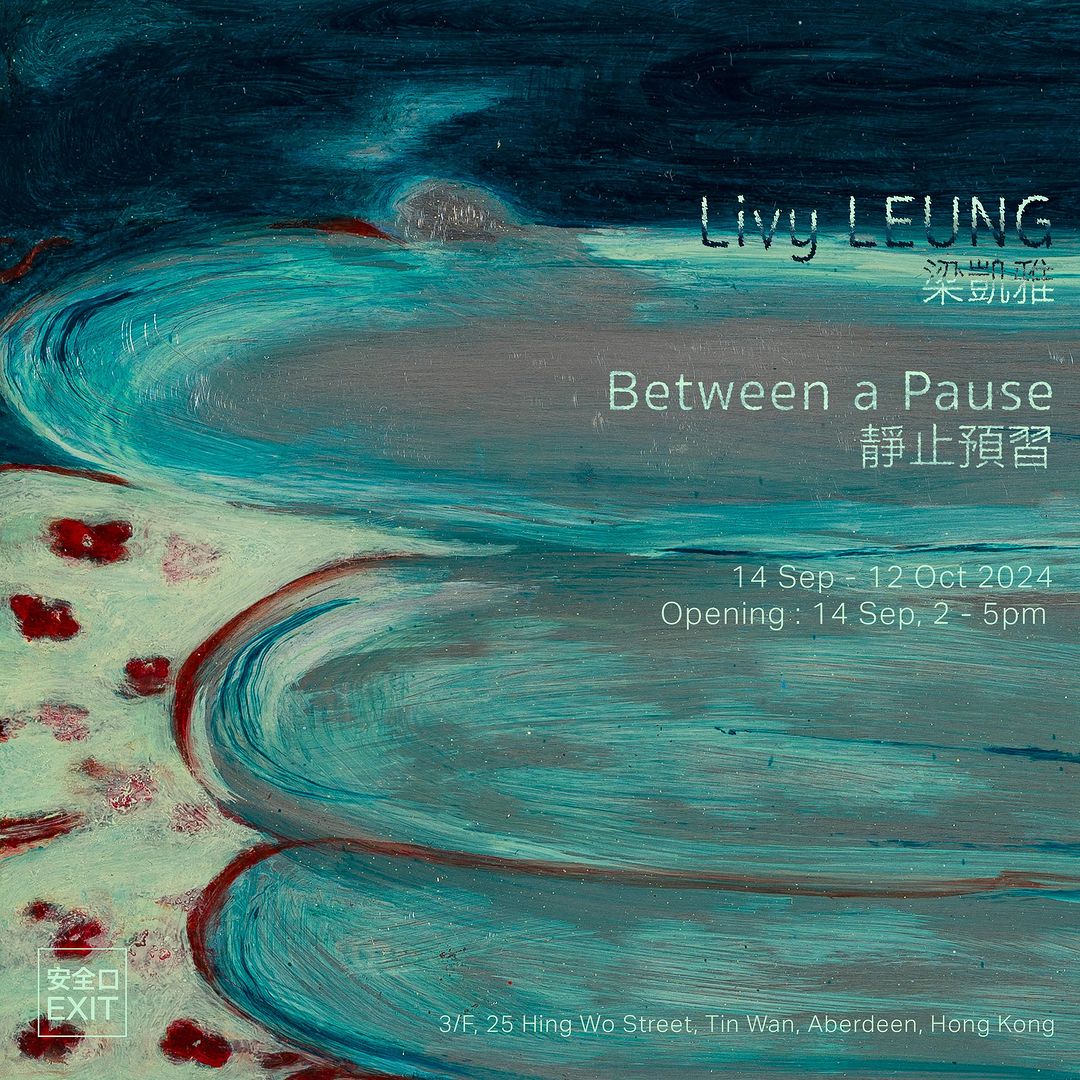 Livy LEUNG
梁凱雅
Between a Pause
靜止預習
14 Sep - 12 Oct 2024
Opening : 14 Sep, 2 - 5pm
安全口
EXIT
3/F, 25 Hing Wo Street, Tin Wan, Aberdeen, Hong Kong